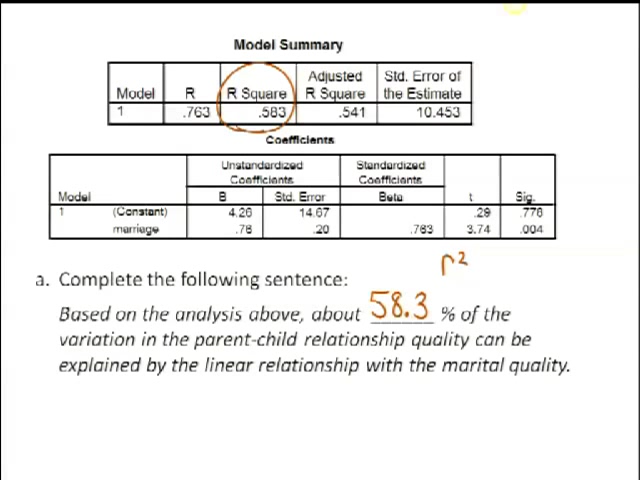 Model Summary
Model R R Square Adjusted R Square Std. Error of the Estimate
1 .763 .583 .541 10.453
Coefficients
Model Unstandardized Coefficients Standardized Coefficients t Sig.
B Std. Error Beta
1 (Constant) 4.26 14.67 .29 .778
marriage .76 .20 .763 3.74 .004
r²
a. Complete the following sentence:
Based on the analysis above, about 58.3 % of the
variation in the parent-child relationship quality can be
explained by the linear relationship with the marital quality.